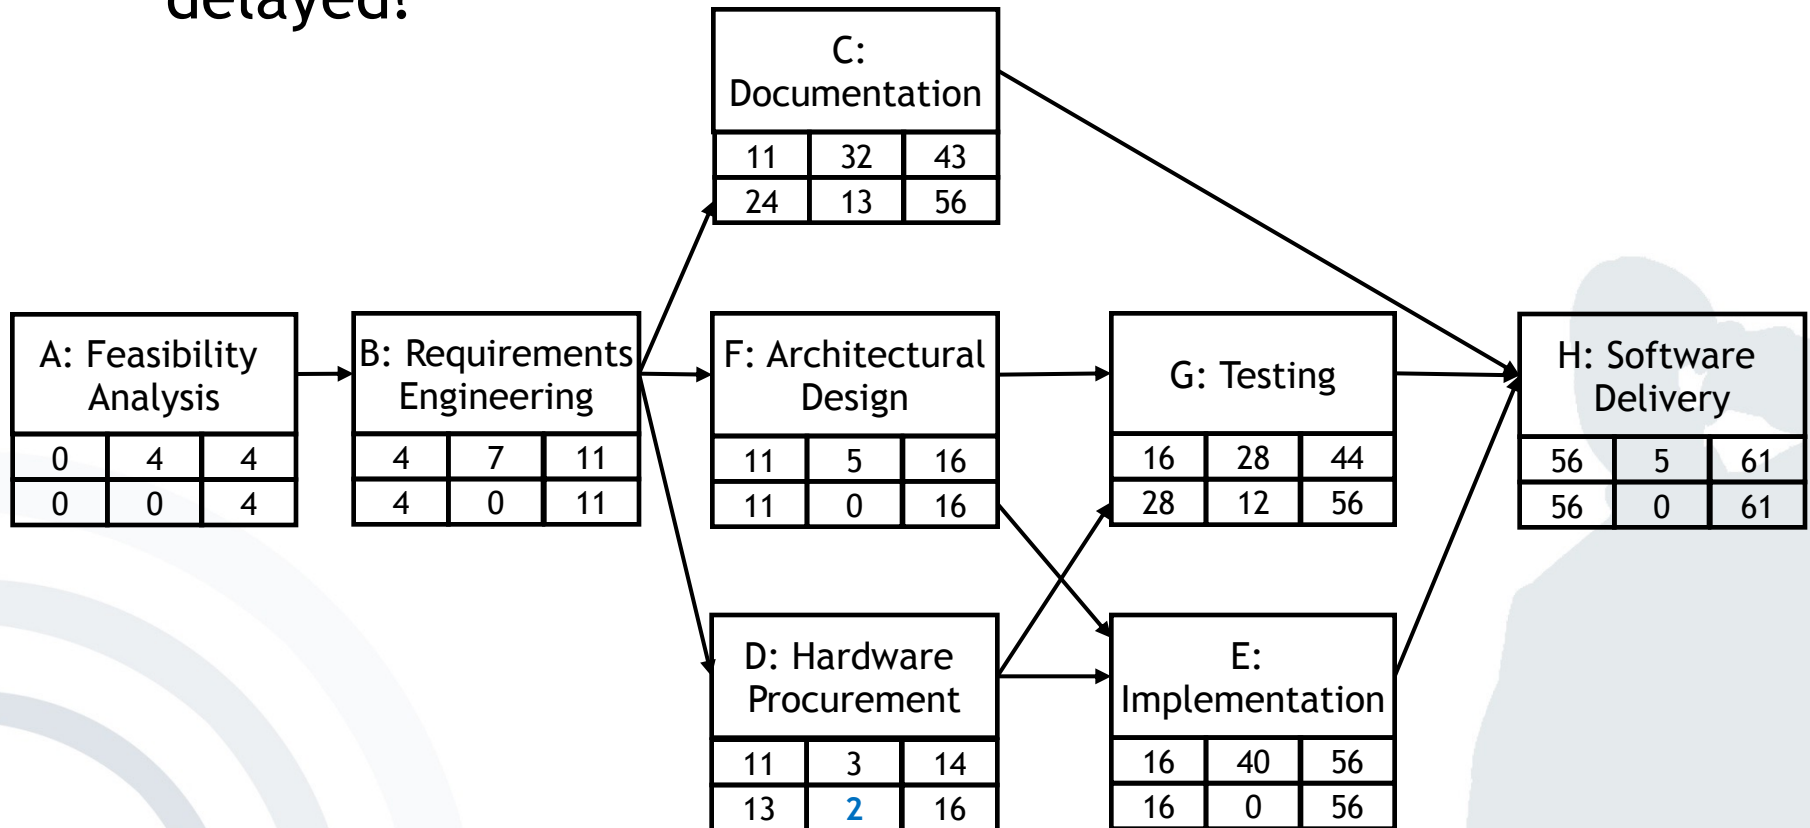 delayed!
C:
Documentation
11 32 43
24 13 56
A: Feasibility
Analysis
0 4 4
0 0 4
B: Requirements
Engineering
4 7 11
4 0 11
F: Architectural
Design
11 5 16
11 0 16
G: Testing
16 28 44
28 12 56
H: Software
Delivery
56 5 61
56 0 61
D: Hardware
Procurement
11 3 14
13 2 16
E:
Implementation
16 40 56
16 0 56